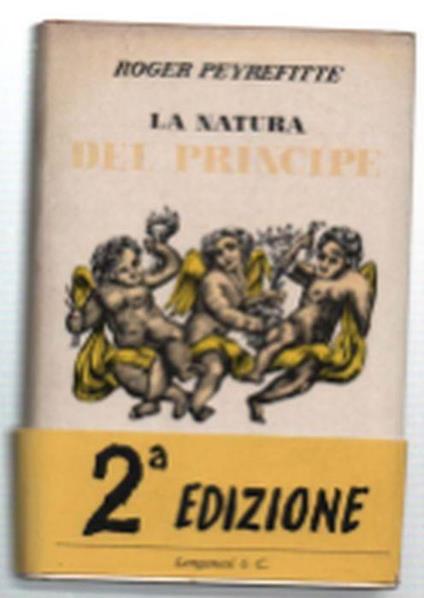 ROGER PEYREFITTE
LA NATURA
DEL PRINCIPE
2ª EDIZIONE
Longanesi & C.